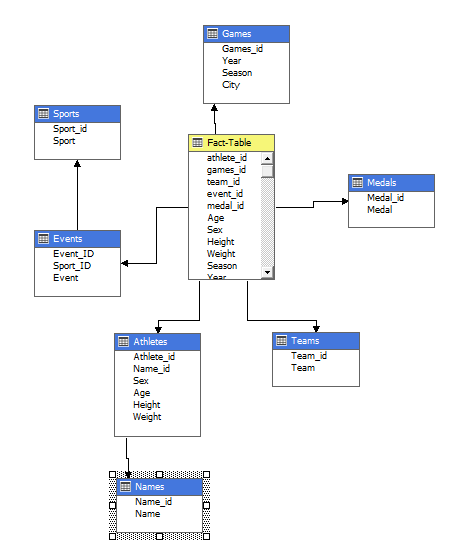 Games
Games_id
Year
Season
City
Sports
Sport_id
Sport
Fact-Table
athlete_id
games_id
team_id
event_id
medal_id
Age
Sex
Height
Weight
Season
Year
Medals
Medal_id
Medal
Events
Event_ID
Sport_ID
Event
Athletes
Athlete_id
Name_id
Sex
Age
Height
Weight
Teams
Team_id
Team
Names
Name_id
Name